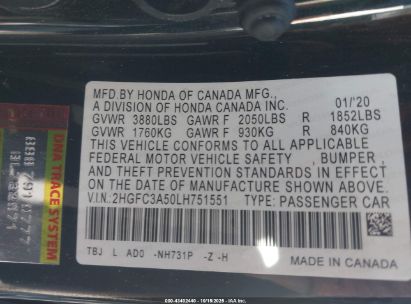 MFD.BY HONDA OF CANADA MFG.,
A DIVISION OF HONDA CANADA INC. 01/'20
GVWR 3880LBS GAWR F 2050LBS R 1852LBS
GVWR 1760KG GAWR F 930KG R 840KG
THIS VEHICLE CONFORMS TO ALL APPLICABLE
FEDERAL MOTOR VEHICLE SAFETY , BUMPER ,
AND THEFT PREVENTION STANDARDS IN EFFECT ON
THE DATE OF MANUFACTURE SHOWN ABOVE.
V.I.N.:2HGFC3A50LH751551 TYPE: PASSENGER CAR
TBJ L AD0 -NH731P -Z -H
DNA TRACE SYSTEM